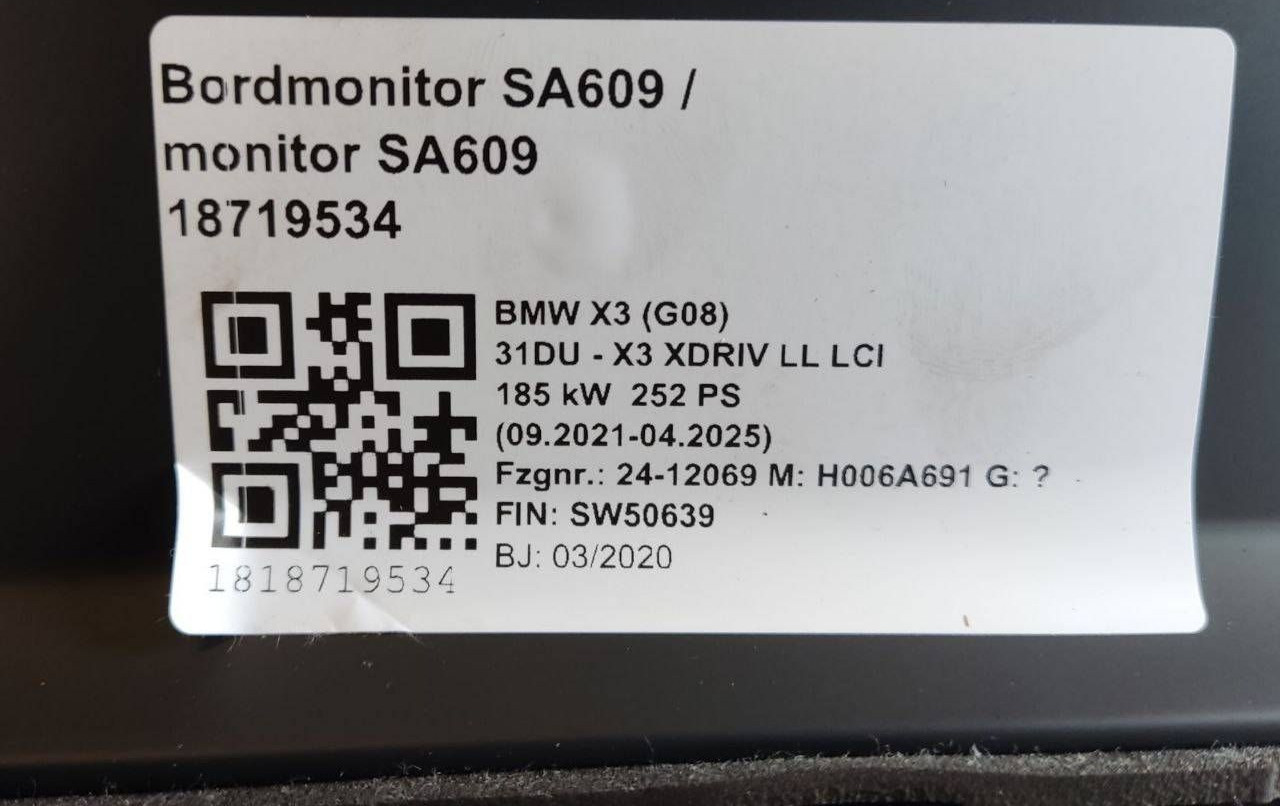 Bordmonitor SA609 /
monitor SA609
18719534
BMW X3 (G08)
31DU - X3 XDRIV LL LCI
185 kW 252 PS
(09.2021-04.2025)
Fzgnr.: 24-12069 M: H006A691 G: ?
FIN: SW50639
BJ: 03/2020
1818719534